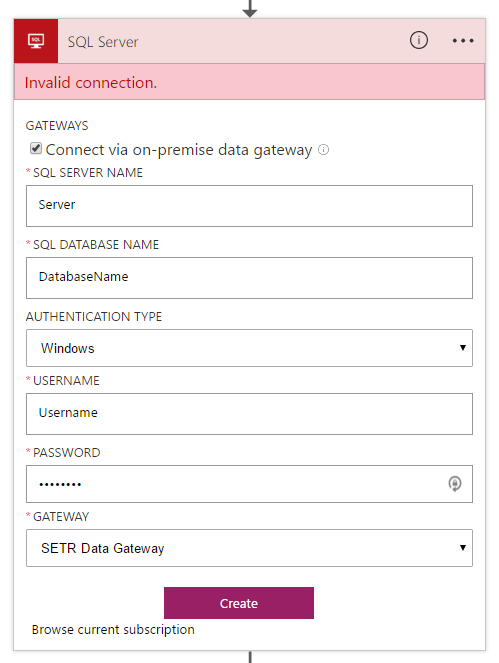 SQL
SQL Server
Invalid connection.
GATEWAYS
Connect via on-premise data gateway
* SQL SERVER NAME
Server
* SQL DATABASE NAME
DatabaseName
AUTHENTICATION TYPE
Windows
* USERNAME
Username
* PASSWORD
••••••••
* GATEWAY
SETR Data Gateway
Create
Browse current subscription